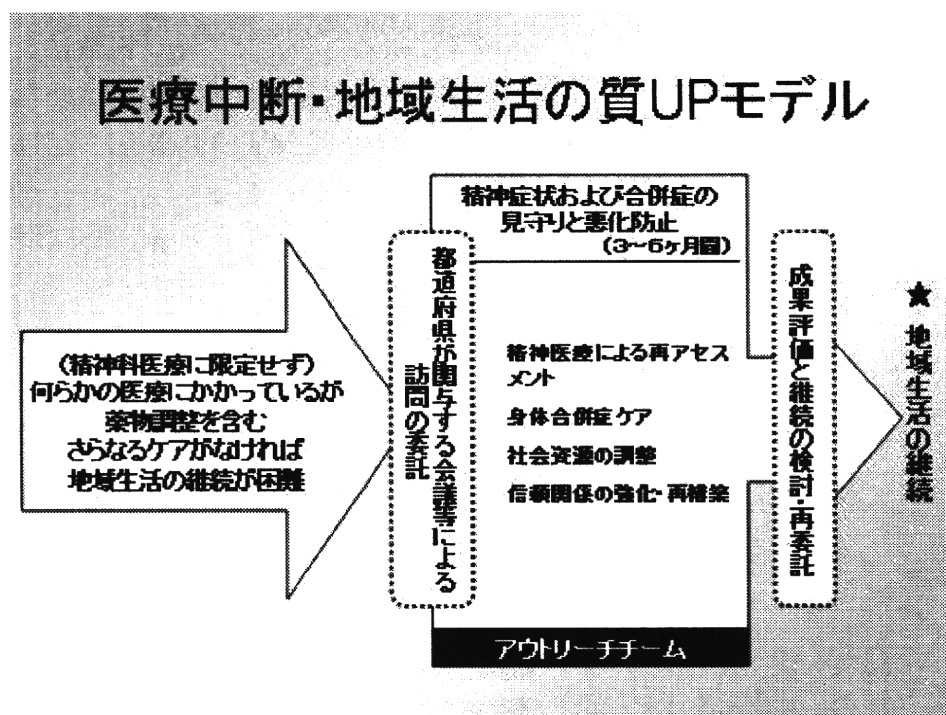 医療中断・地域生活の質UPモデル
(精神科医療に限定せず)
何らかの医療にかかっているが
薬物調整を含む
さらなるケアがなければ
地域生活の継続が困難
都道府県が関与する会議等による
訪問の委託
精神症状および合併症の
見守りと悪化防止
(3~6ヶ月間)
精神医療による再アセス
メント
身体合併症ケア
社会資源の調整
信頼関係の強化・再構築
アウトリーチチーム
成果評価と継続の検討・再委託
★ 地域生活の継続